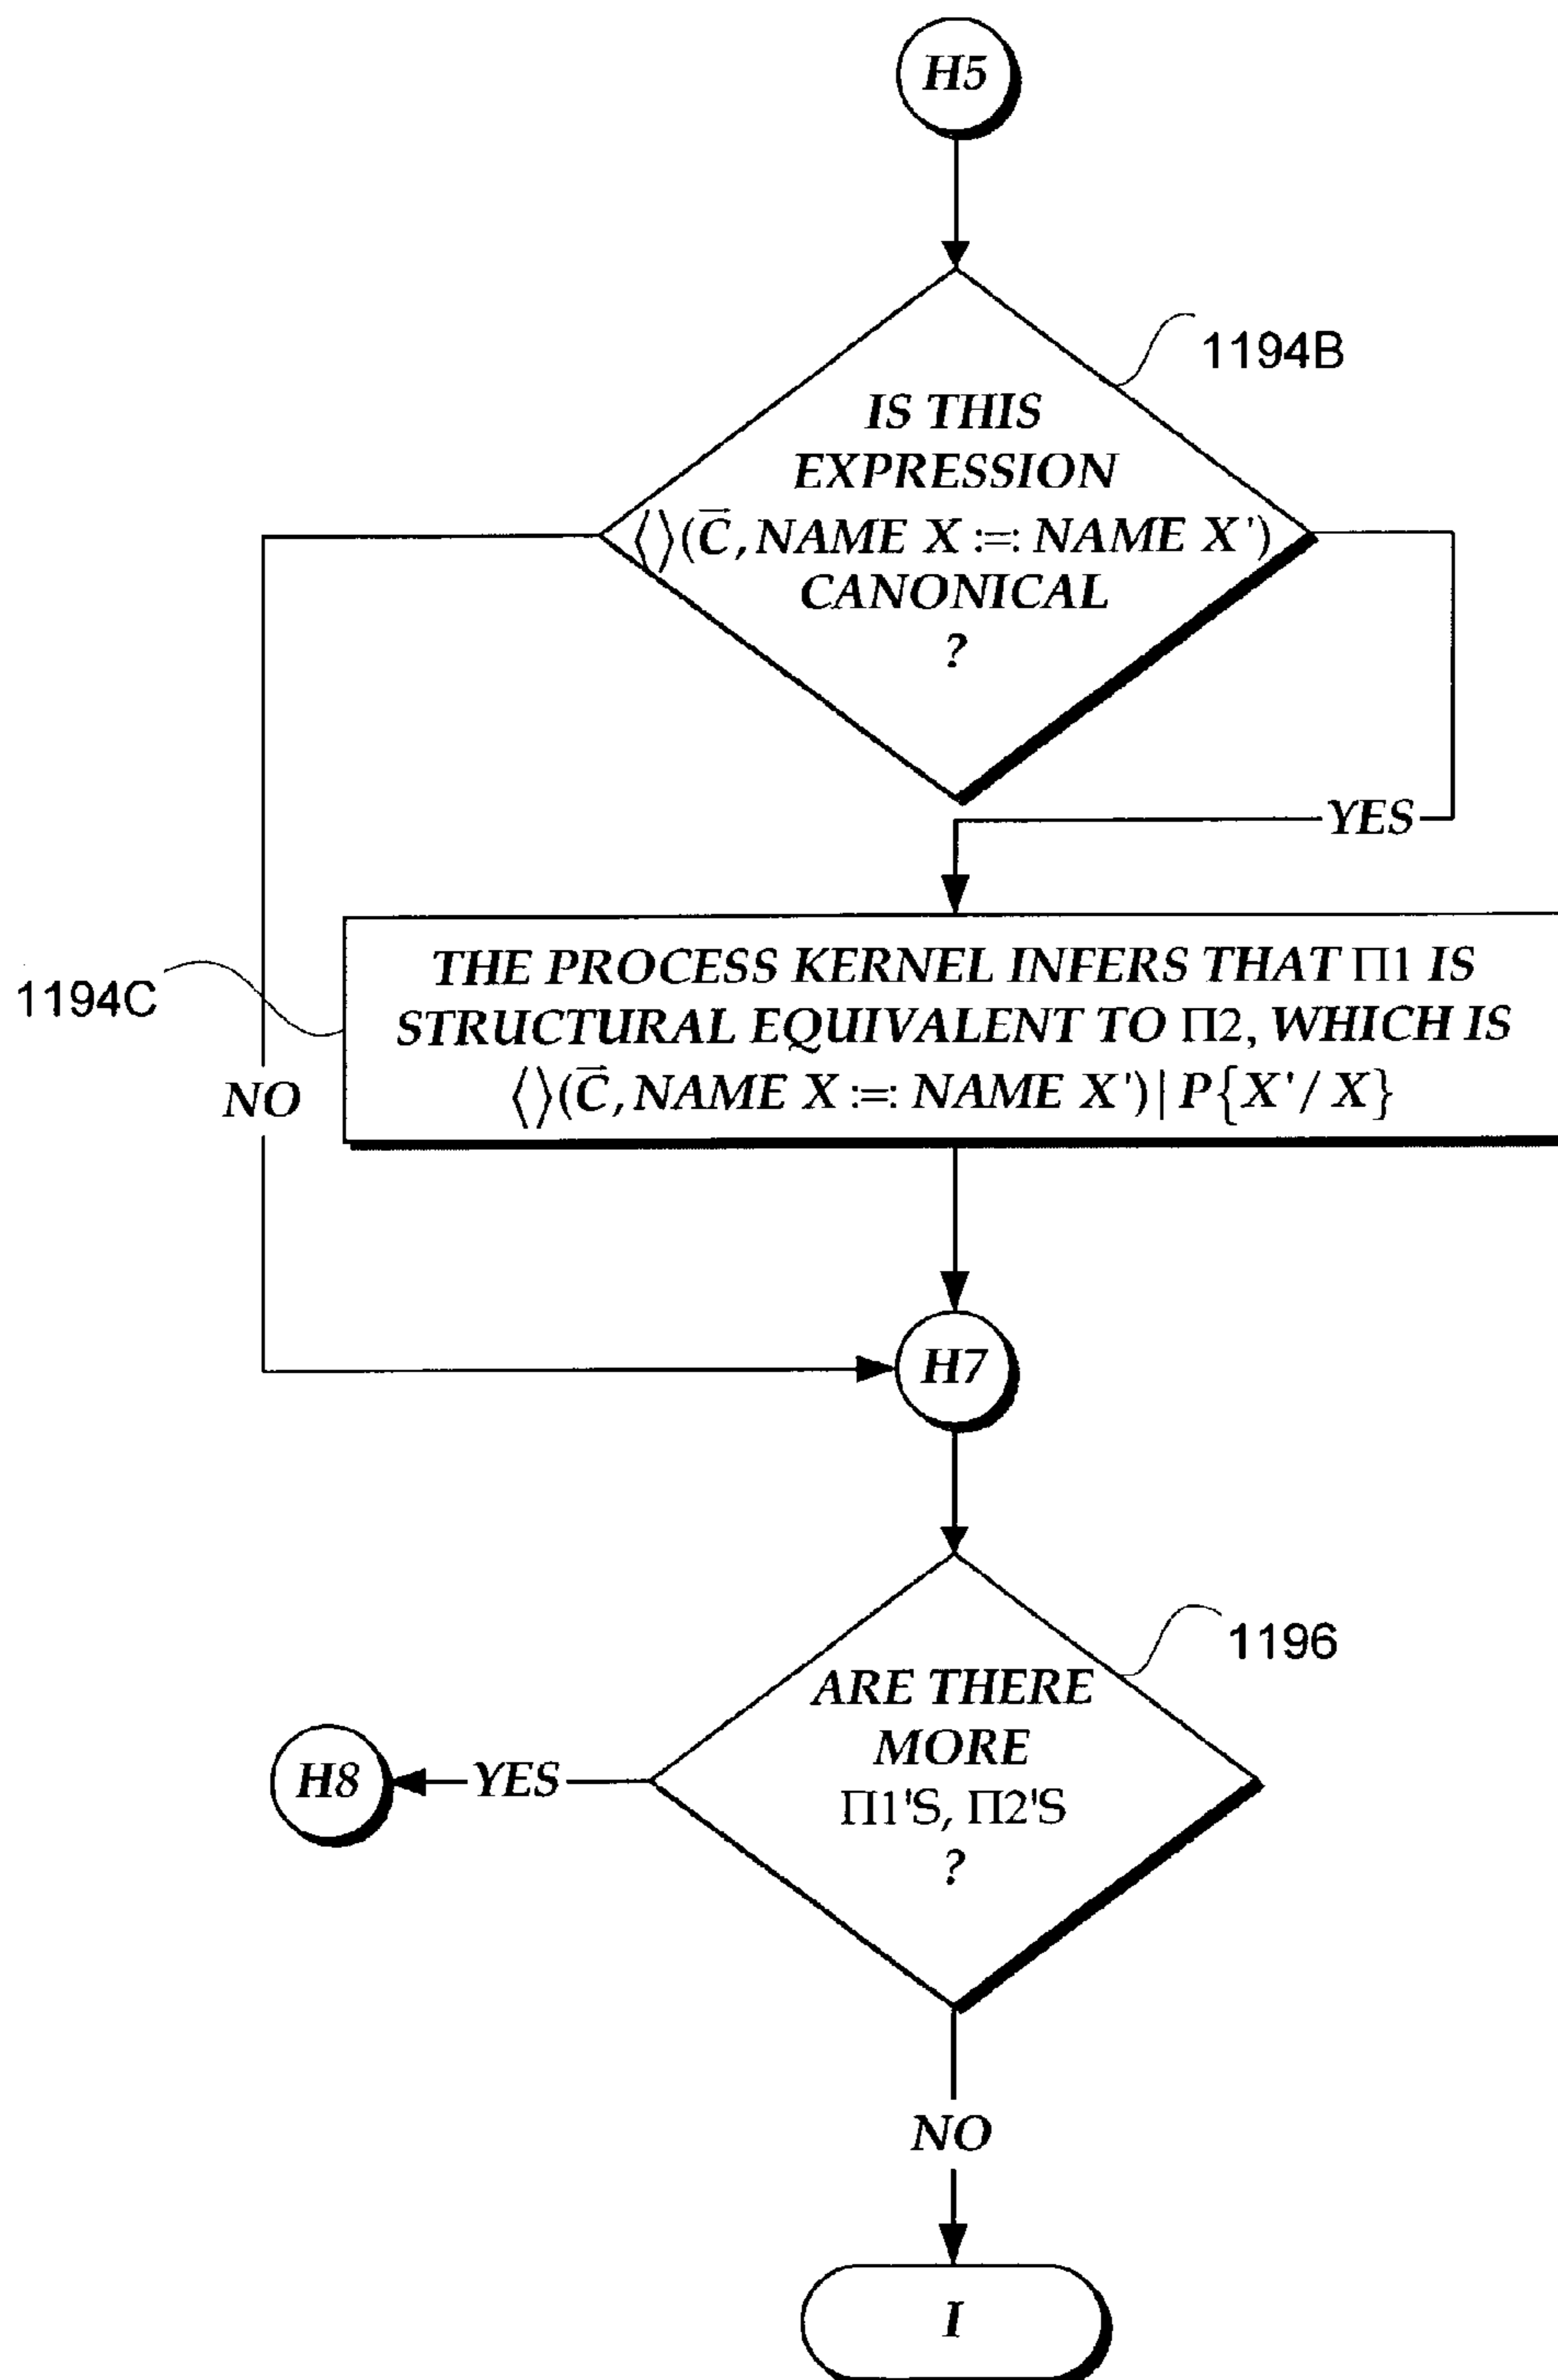 H5
1194B
IS THIS
EXPRESSION
⟨⟩(C⃗, NAME X :=: NAME X')
CANONICAL
?
YES
THE PROCESS KERNEL INFERS THAT Π1 IS
STRUCTURAL EQUIVALENT TO Π2, WHICH IS
⟨⟩(C⃗, NAME X :=: NAME X') | P{X'/ X}
1194C
NO
H7
1196
ARE THERE
MORE
Π1'S, Π2'S
?
H8
YES
NO
I